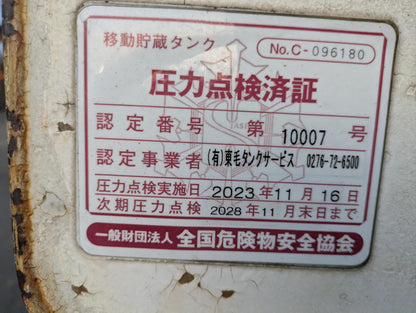 移動貯蔵タンク
No.C-096180
圧力点検済証
認定番号 第 10007 号
認定事業者 (有)東毛タンクサービス 0276-72-6500
圧力点検実施日 2023年11月16日
次期圧力点検 2028年11月末日まで
一般財団法人 全国危険物安全協会